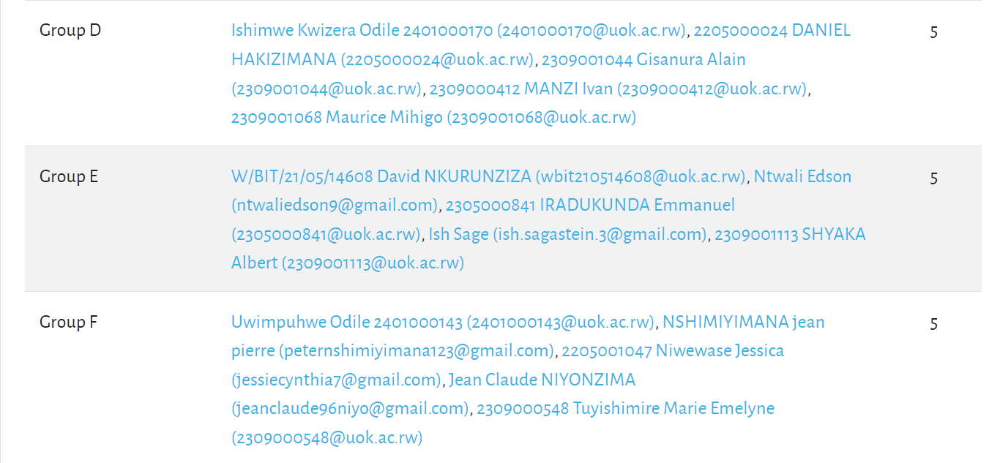 Group D
Ishimwe Kwizera Odile 2401000170 (2401000170@uok.ac.rw), 2205000024 DANIEL
5
HAKIZIMANA (2205000024@uok.ac.rw), 2309001044 Gisanura Alain
(2309001044@uok.ac.rw), 2309000412 MANZI Ivan (2309000412@uok.ac.rw),
2309001068 Maurice Mihigo (2309001068@uok.ac.rw)
Group E
W/BIT/21/05/14608 David NKURUNZIZA (wbit210514608@uok.ac.rw), Ntwali Edson
5
(ntwaliedson9@gmail.com), 2305000841 IRADUKUNDA Emmanuel
(2305000841@uok.ac.rw), Ish Sage (ish.sagastein.3@gmail.com), 2309001113 SHYAKA
Albert (2309001113@uok.ac.rw)
Group F
Uwimpuhwe Odile 2401000143 (2401000143@uok.ac.rw), NSHIMIYIMANA jean
5
pierre (peternshimiyimana123@gmail.com), 2205001047 Niwewase Jessica
(jessiecynthia7@gmail.com), Jean Claude NIYONZIMA
(jeanclaude96niyo@gmail.com), 2309000548 Tuyishimire Marie Emelyne
(2309000548@uok.ac.rw)